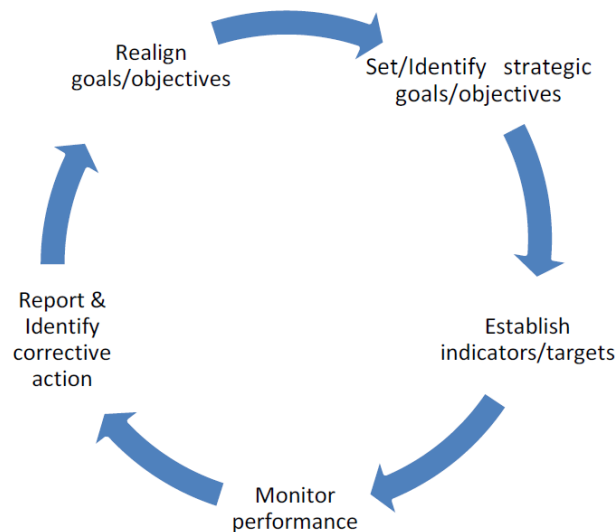 Realign
goals/objectives
Set/Identify strategic
goals/objectives
Establish
indicators/targets
Monitor
performance
Report &
Identify
corrective
action